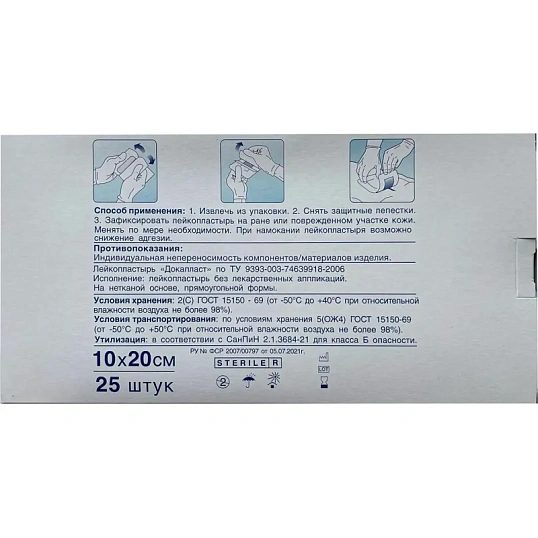 Способ применения: 1. Извлечь из упаковки. 2. Снять защитные лепестки.
3. Зафиксировать лейкопластырь на ране или поврежденном участке кожи.
Менять по мере необходимости. При намокании лейкопластыря возможно
снижение адгезии.
Противопоказания:
Индивидуальная непереносимость компонентов/материалов изделия.
Лейкопластырь «Докапласт» по ТУ 9393-003-74639918-2006
Исполнение: лейкопластырь без лекарственных апппликаций.
На нетканой основе, прямоугольной формы.
Условия хранения: 2(С) ГОСТ 15150 - 69 (от -50°С до +40°С при относительной
влажности воздуха не более 98%).
Условия транспортирования: по условиям хранения 5(ОЖ4) ГОСТ 15150-69
(от -50°С до +50°С при относительной влажности воздуха не более 98%).
Утилизация: в соответствии с СанПиН 2.1.3684-21 для класса Б опасности.
РУ № ФСР 2007/00797 от 05.07.2021г.
10х20см
STERILE R
25 штук
2
LOT